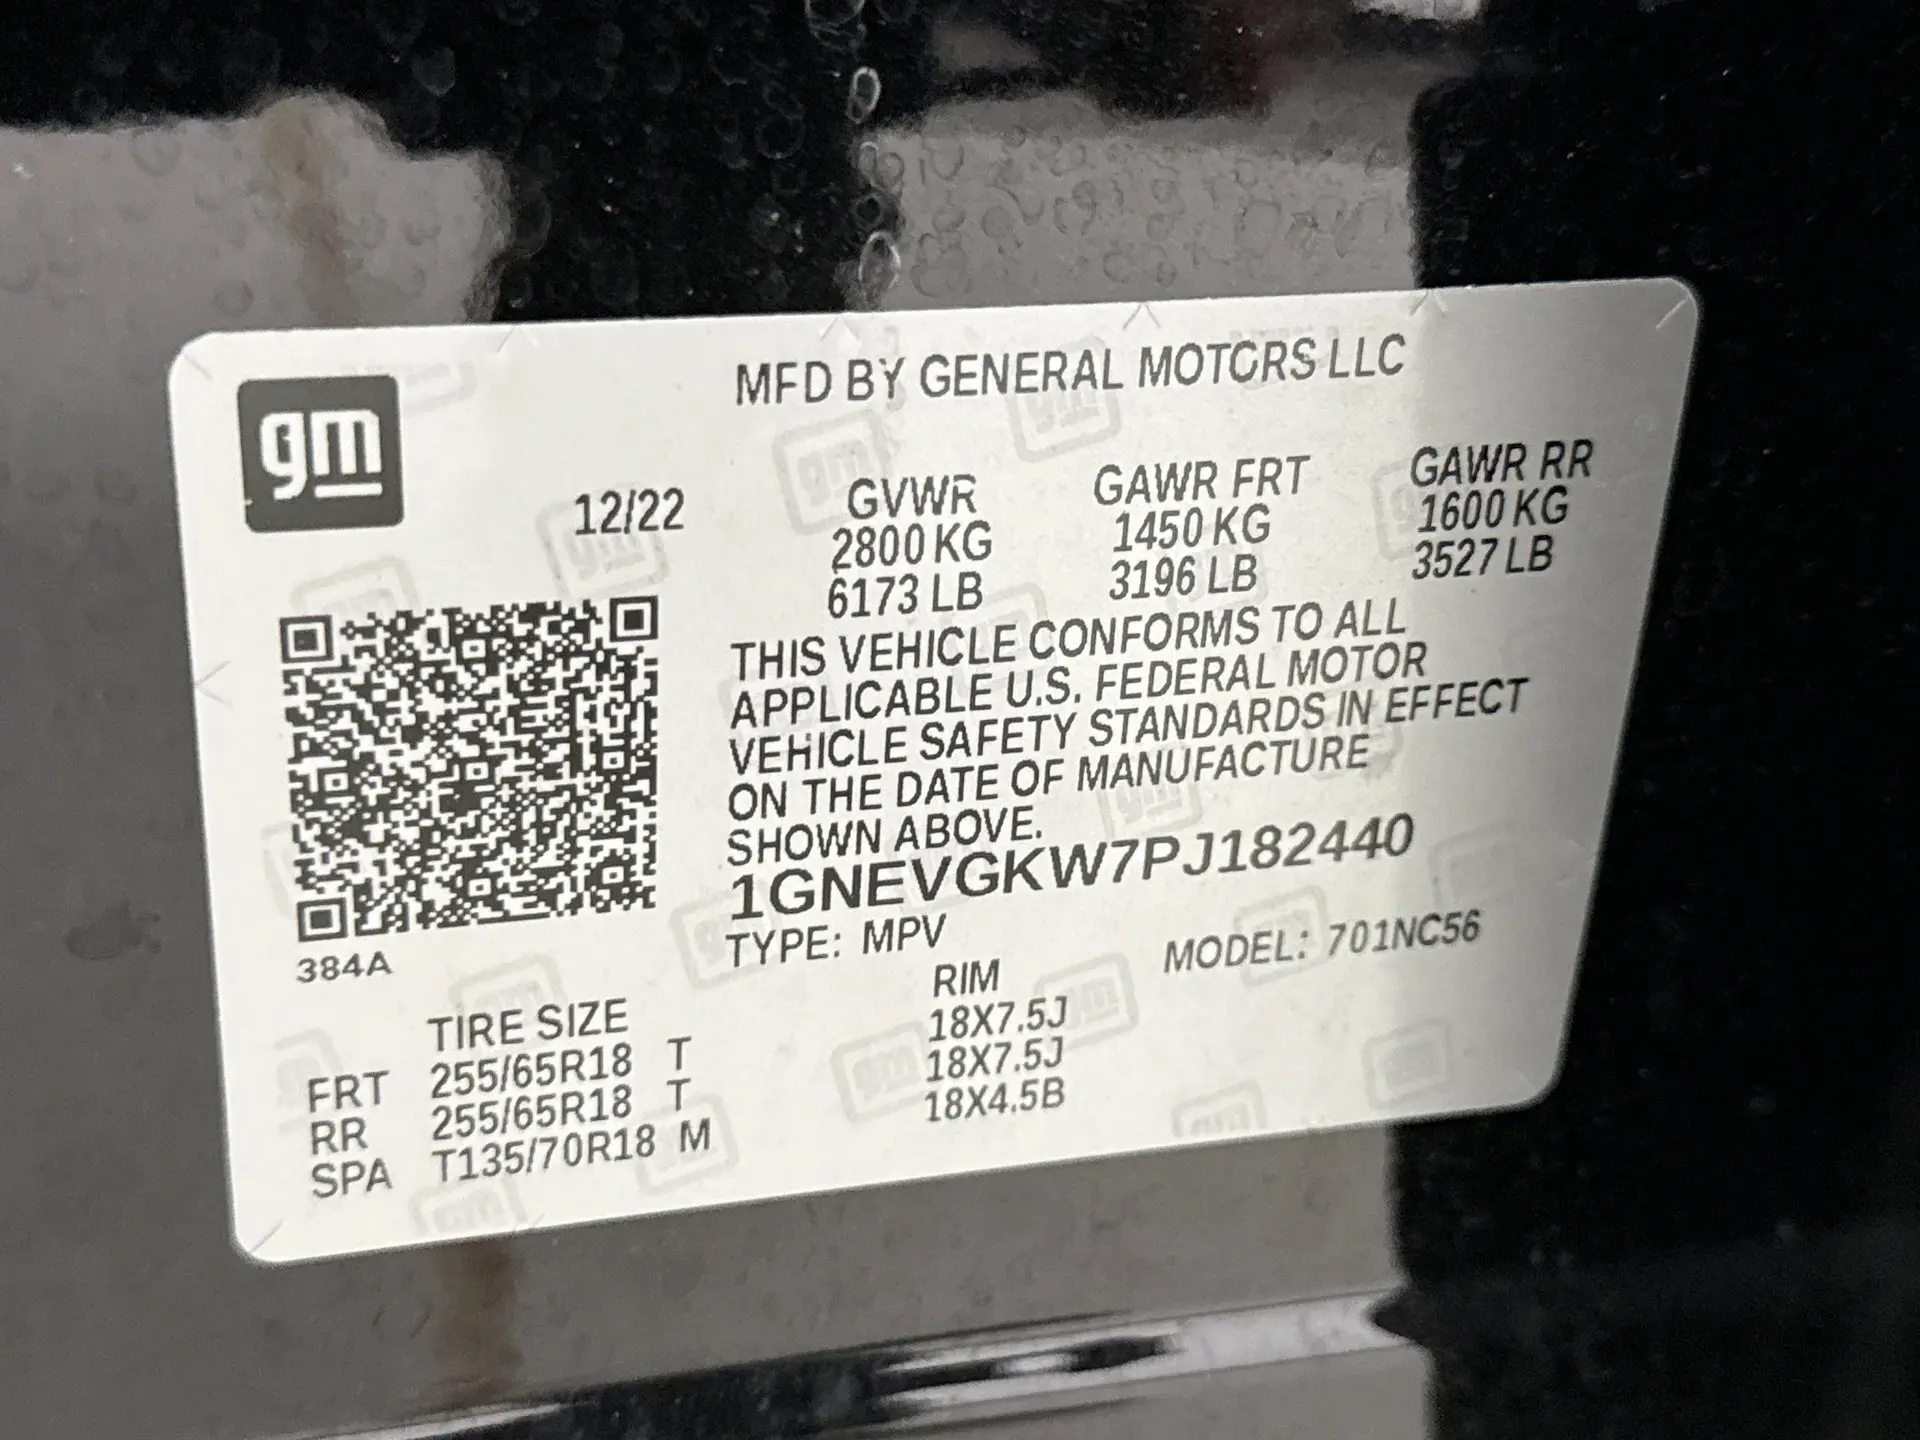 gm
MFD BY GENERAL MOTORS LLC
12/22
GVWR GAWR FRT GAWR RR
2800 KG 1450 KG 1600 KG
6173 LB 3196 LB 3527 LB
THIS VEHICLE CONFORMS TO ALL
APPLICABLE U.S. FEDERAL MOTOR
VEHICLE SAFETY STANDARDS IN EFFECT
ON THE DATE OF MANUFACTURE
SHOWN ABOVE.
1GNEVGKW7PJ182440
TYPE: MPV MODEL: 701NC56
384A
TIRE SIZE RIM
FRT 255/65R18 T 18X7.5J
RR 255/65R18 T 18X7.5J
SPA T135/70R18 M 18X4.5B